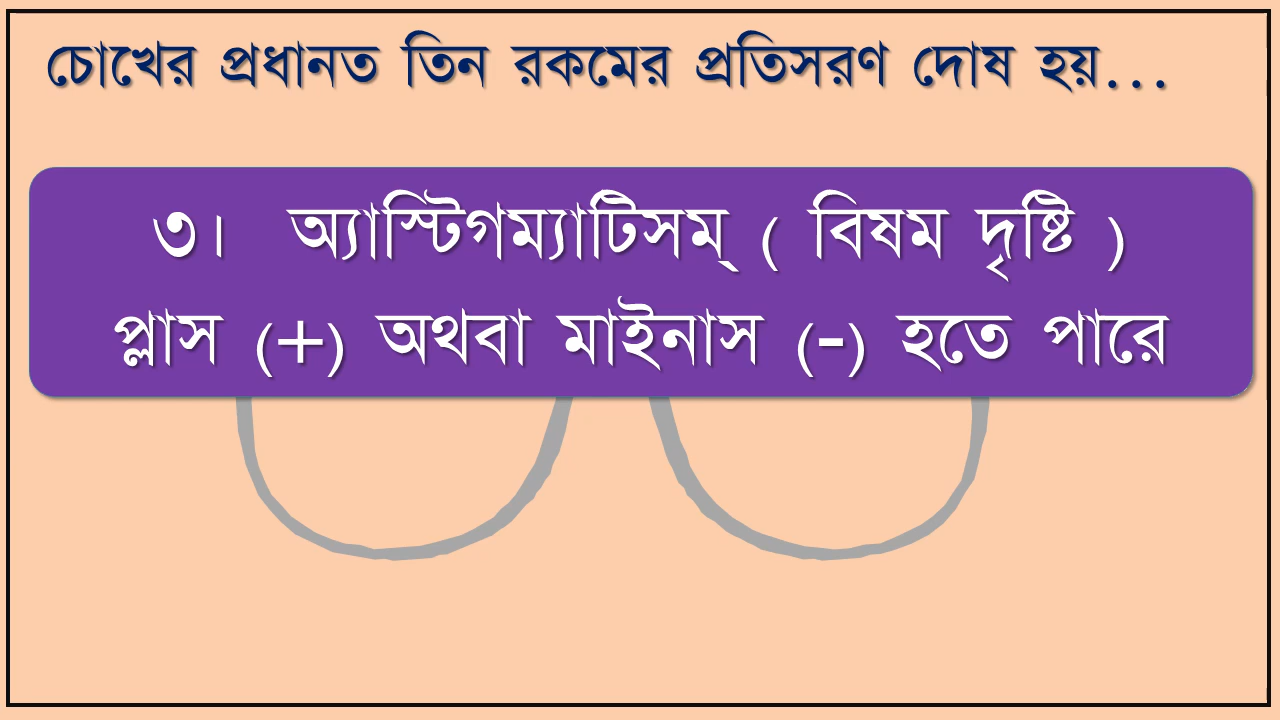 চোখের প্রধানত তিন রকমের প্রতিসরণ দোষ হয়...
৩। অ্যাস্টিগম্যাটিসম্ ( বিষম দৃষ্টি )
প্লাস (+) অথবা মাইনাস (-) হতে পারে